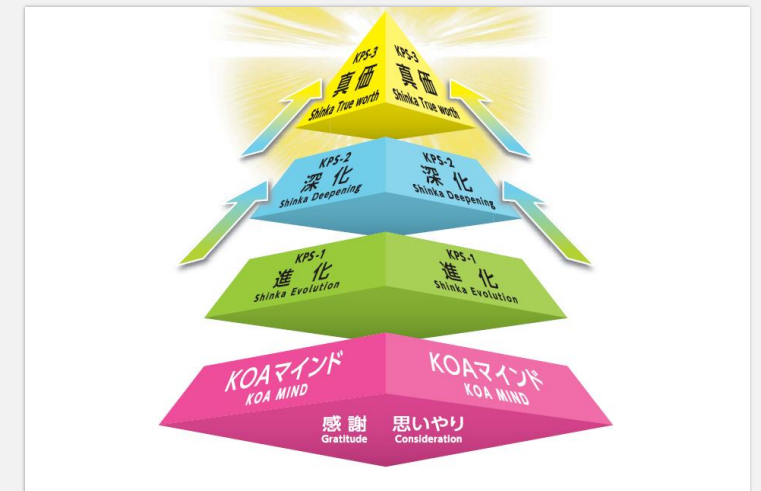 KPS-3 KPS-3
真価 真価
Shinka True worth Shinka True worth
KPS-2 KPS-2
深化 深化
Shinka Deepening Shinka Deepening
KPS-1 KPS-1
進化 進化
Shinka Evolution Shinka Evolution
KOAマインド KOAマインド
KOA MIND KOA MIND
感謝 思いやり
Gratitude Consideration